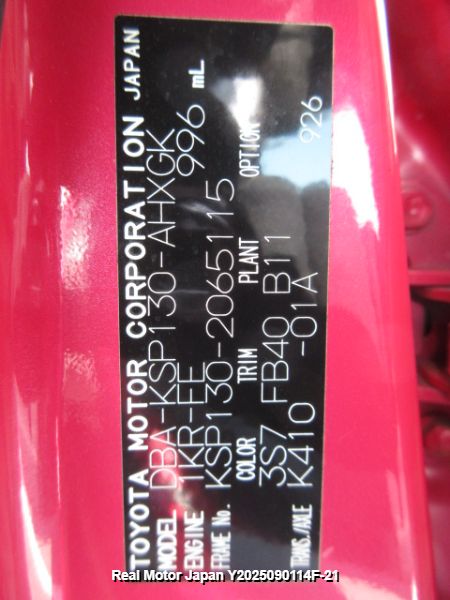 TOYOTA MOTOR CORPORATION JAPAN
MODEL DBA-KSP130-AHXGK
ENGINE 1KR-FE 996 mL
FRAME No. KSP130-2065115
COLOR TRIM PLANT OPTION
3S7 FB40 B11 926
TRANS./AXLE K410 -01A
Real Motor Japan Y2025090114F-21